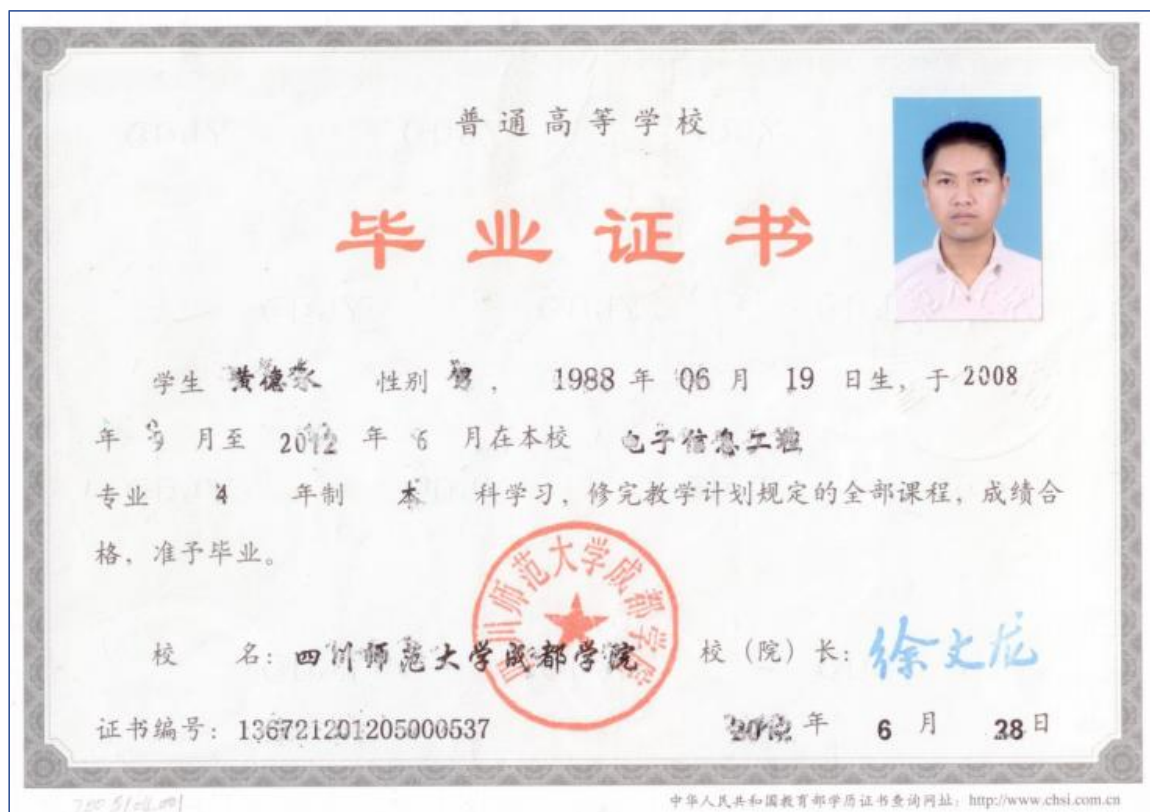 普通高等学校
毕业证书
学生 黄德永 性别 男, 1988 年 06 月 19 日生, 于 2008
年 9 月至 2012 年 6 月在本校 电子信息工程
专业 4 年制 本 科学习, 修完教学计划规定的全部课程, 成绩合
格, 准予毕业。
四川师范大学成都学院
校 名: 四川师范大学成都学院 校 (院) 长: 徐文龙
证书编号: 136721201205000537 2012 年 6 月 28 日
中华人民共和国教育部学历证书查询网址: http://www.chsi.com.cn